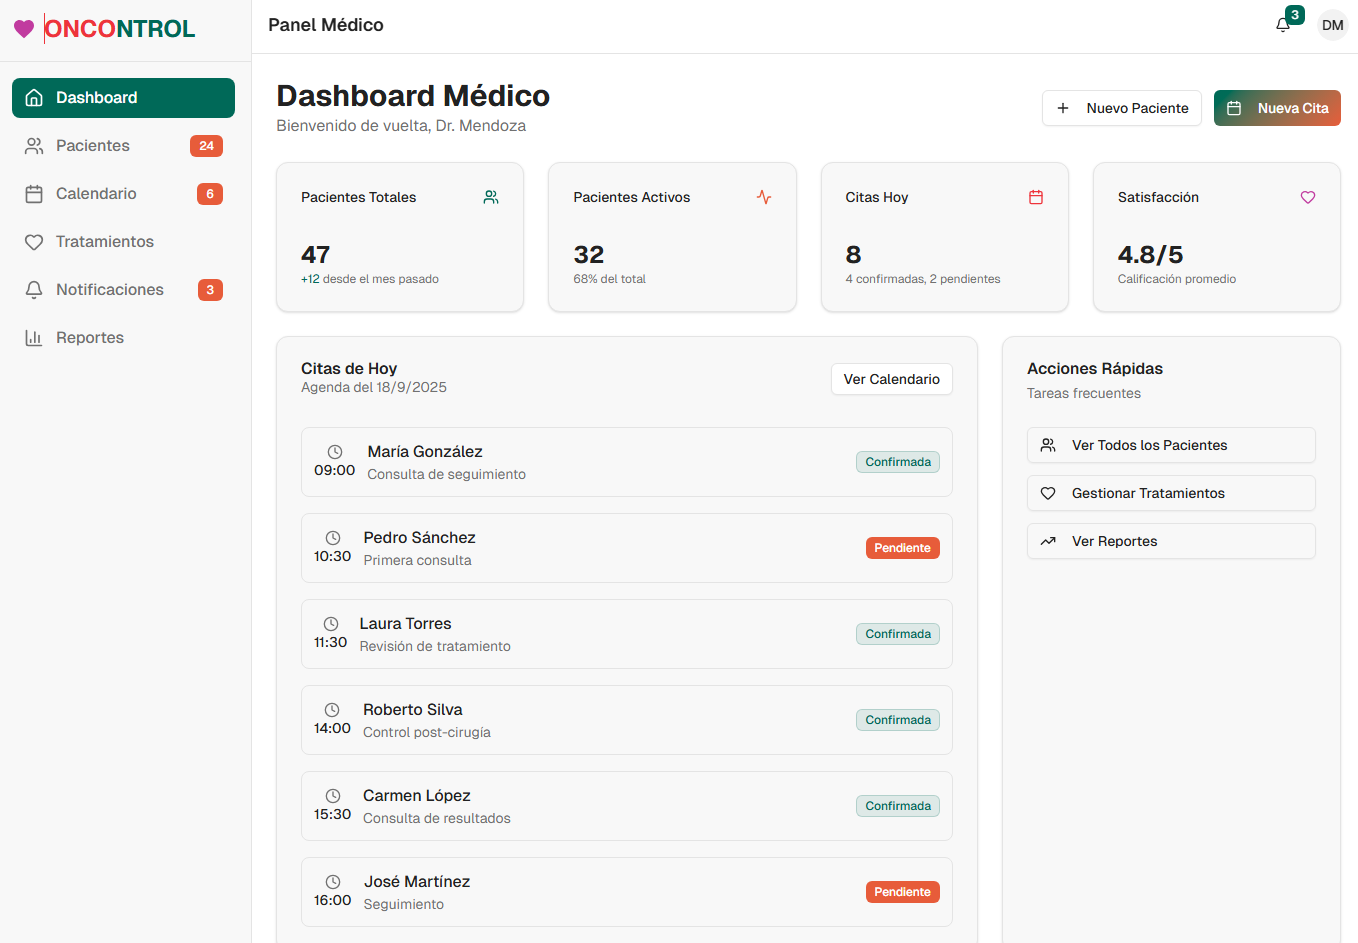 ONCONTROL
Panel Médico
3
DM
Dashboard
Pacientes 24
Calendario 6
Tratamientos
Notificaciones 3
Reportes
Dashboard Médico
Bienvenido de vuelta, Dr. Mendoza
Nuevo Paciente
Nueva Cita
Pacientes Totales
47
+12 desde el mes pasado
Pacientes Activos
32
68% del total
Citas Hoy
8
4 confirmadas, 2 pendientes
Satisfacción
4.8/5
Calificación promedio
Citas de Hoy
Agenda del 18/9/2025
Ver Calendario
09:00
María González
Consulta de seguimiento
Confirmada
10:30
Pedro Sánchez
Primera consulta
Pendiente
11:30
Laura Torres
Revisión de tratamiento
Confirmada
14:00
Roberto Silva
Control post-cirugía
Confirmada
15:30
Carmen López
Consulta de resultados
Confirmada
16:00
José Martínez
Seguimiento
Pendiente
Acciones Rápidas
Tareas frecuentes
Ver Todos los Pacientes
Gestionar Tratamientos
Ver Reportes